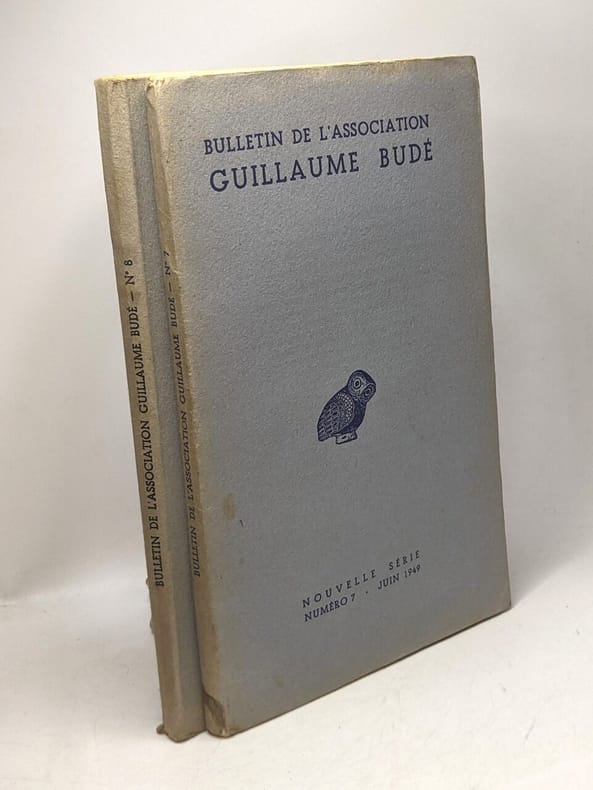 BULLETIN DE L'ASSOCIATION
GUILLAUME BUDÉ
NOUVELLE SÉRIE
NUMÉRO 7 · JUIN 1949
BULLETIN DE L'ASSOCIATION GUILLAUME BUDÉ — N° 7
BULLETIN DE L'ASSOCIATION GUILLAUME BUDÉ — N° 8